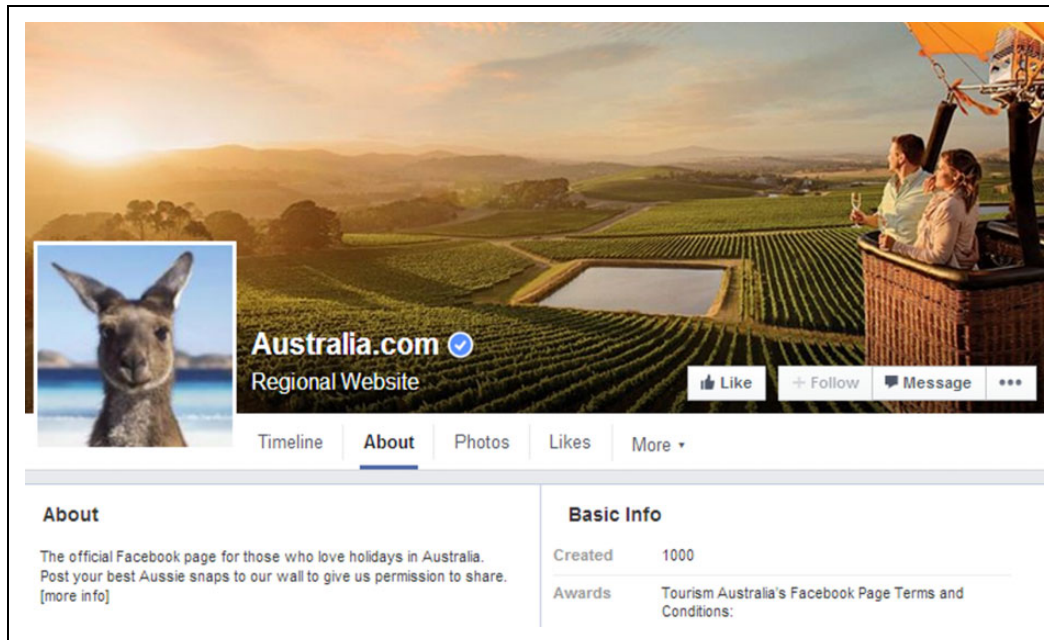 Australia.com
Regional Website
Like
+ Follow
Message
Timeline
About
Photos
Likes
More
About
The official Facebook page for those who love holidays in Australia.
Post your best Aussie snaps to our wall to give us permission to share.
[more info]
Basic Info
Created 1000
Awards Tourism Australia's Facebook Page Terms and
Conditions: